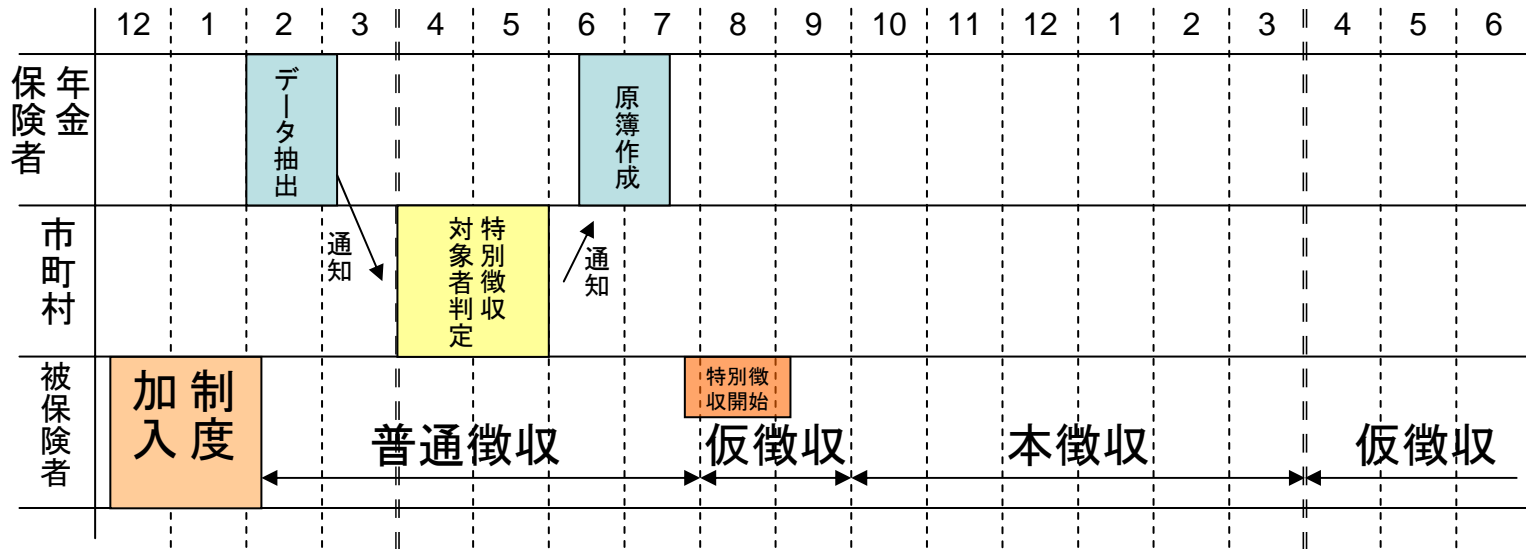 12 1 2 3 4 5 6 7 8 9 10 11 12 1 2 3 4 5 6
年金
保険者
データ抽出
原簿作成
市町村
通知
特別徴収
対象者判定
通知
被保険者
制度
加入
特別徴
収開始
普通徴収
仮徴収
本徴収
仮徴収